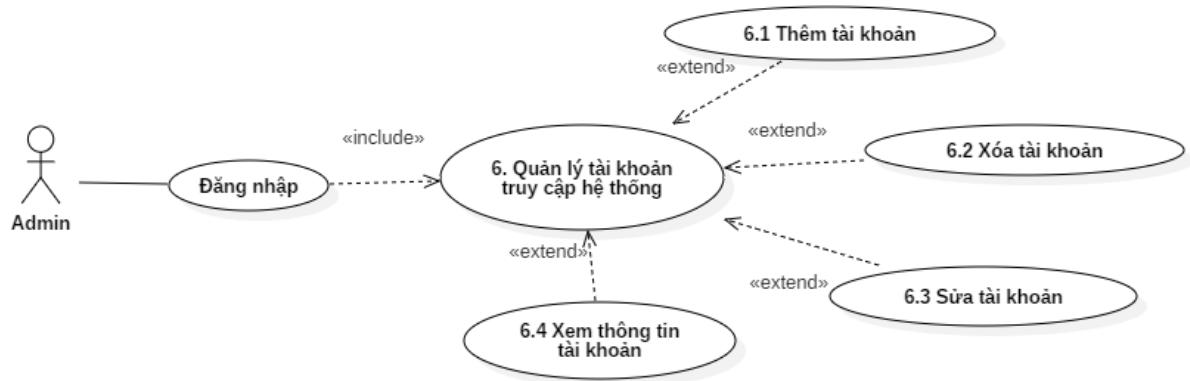 6.1 Thêm tài khoản
«extend»
«include»
«extend»
6. Quản lý tài khoản
truy cập hệ thống
6.2 Xóa tài khoản
Đăng nhập
Admin
«extend»
«extend»
6.3 Sửa tài khoản
6.4 Xem thông tin
tài khoản